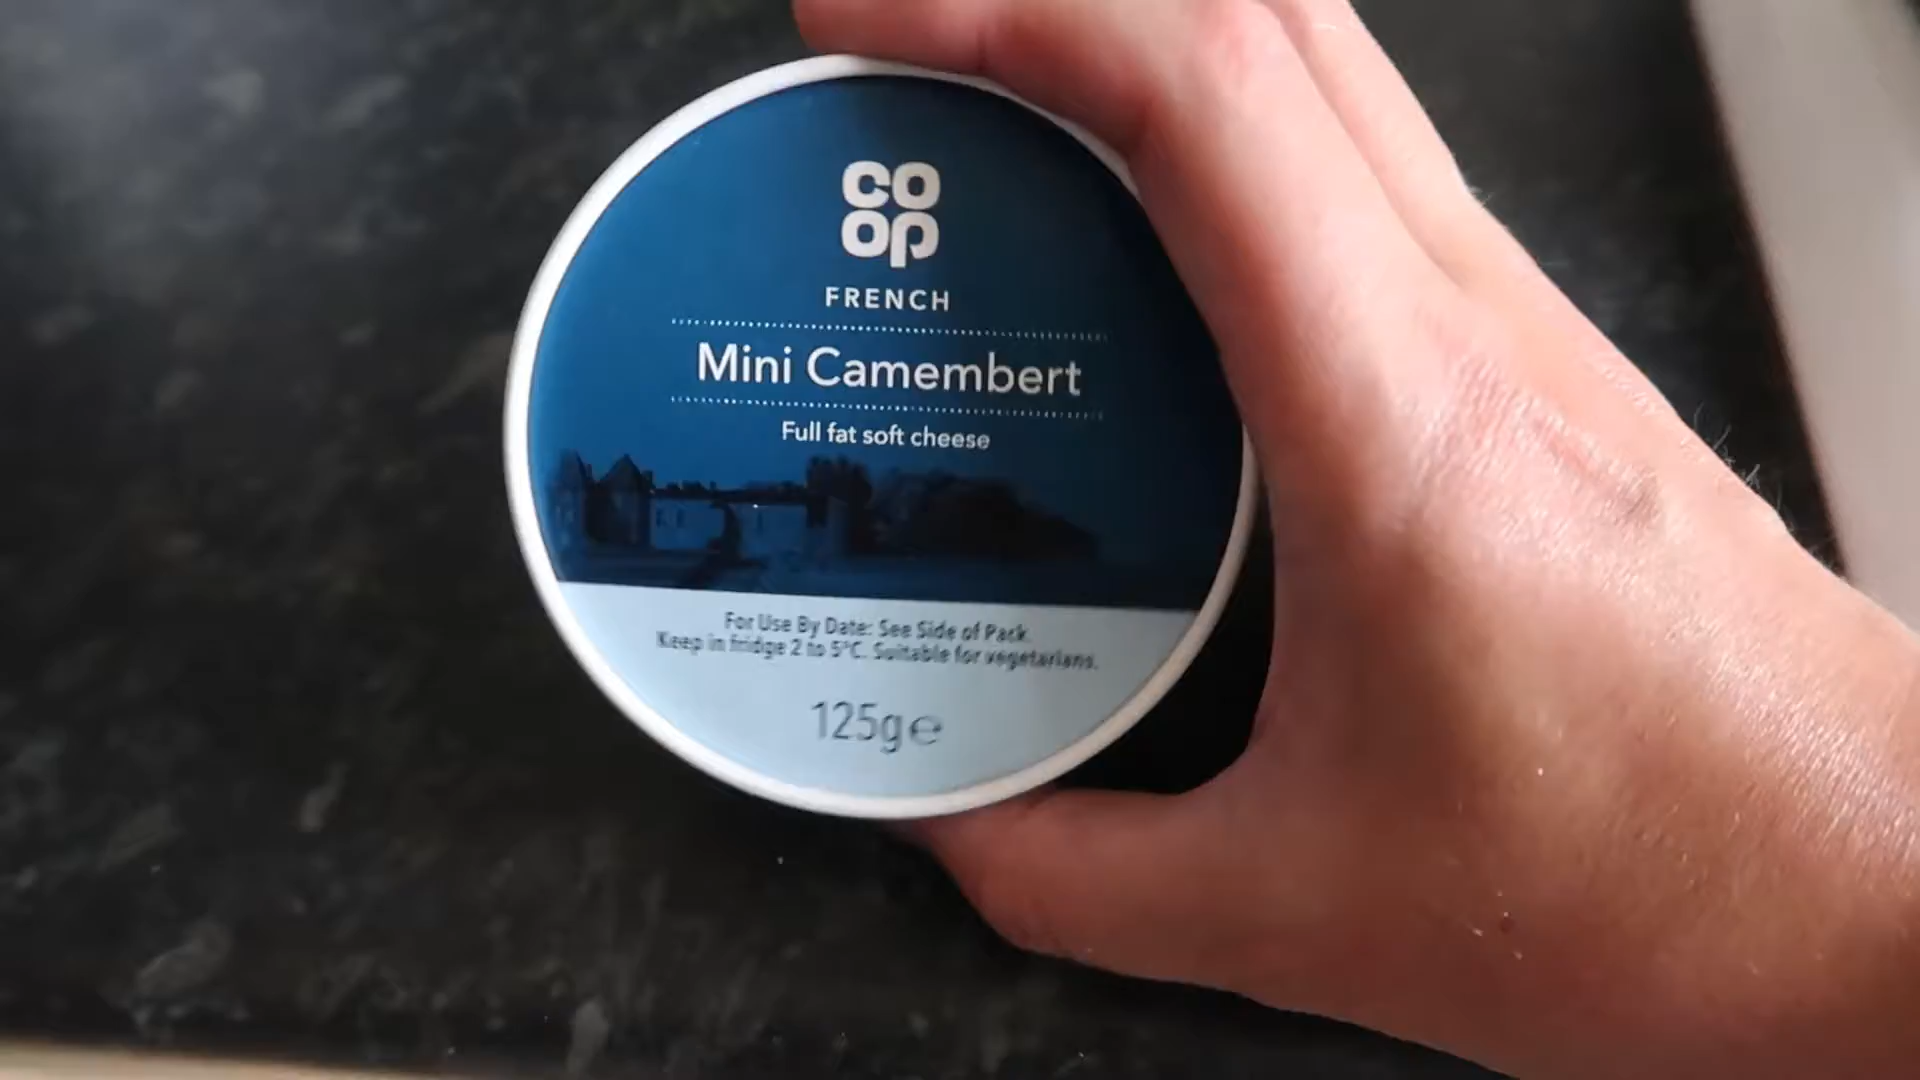 CO
OP
FRENCH
Mini Camembert
Full fat soft cheese
For Use By Date: See Side of Pack.
Keep in fridge 2 to 5°C. Suitable for vegetarians.
125g℮